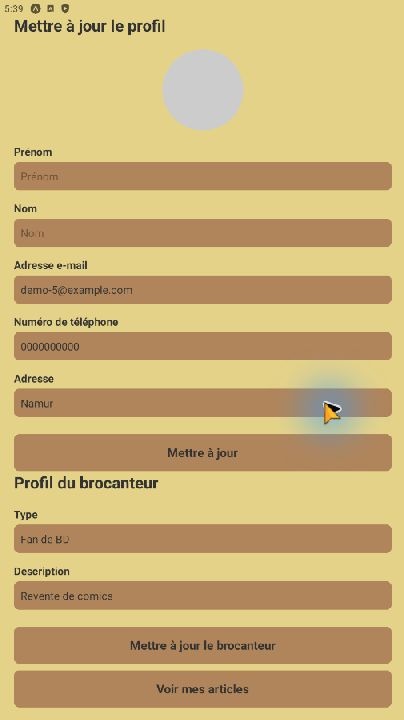 5:39
Mettre à jour le profil
Prenom
Prénom
Nom
Nom
Adresse e-mail
demo-5@example.com
Numéro de téléphone
0000000000
Adresse
Namur
Mettre à jour
Profil du brocanteur
Type
Fan de BD
Description
Revente de comics
Mettre à jour le brocanteur
Voir mes articles